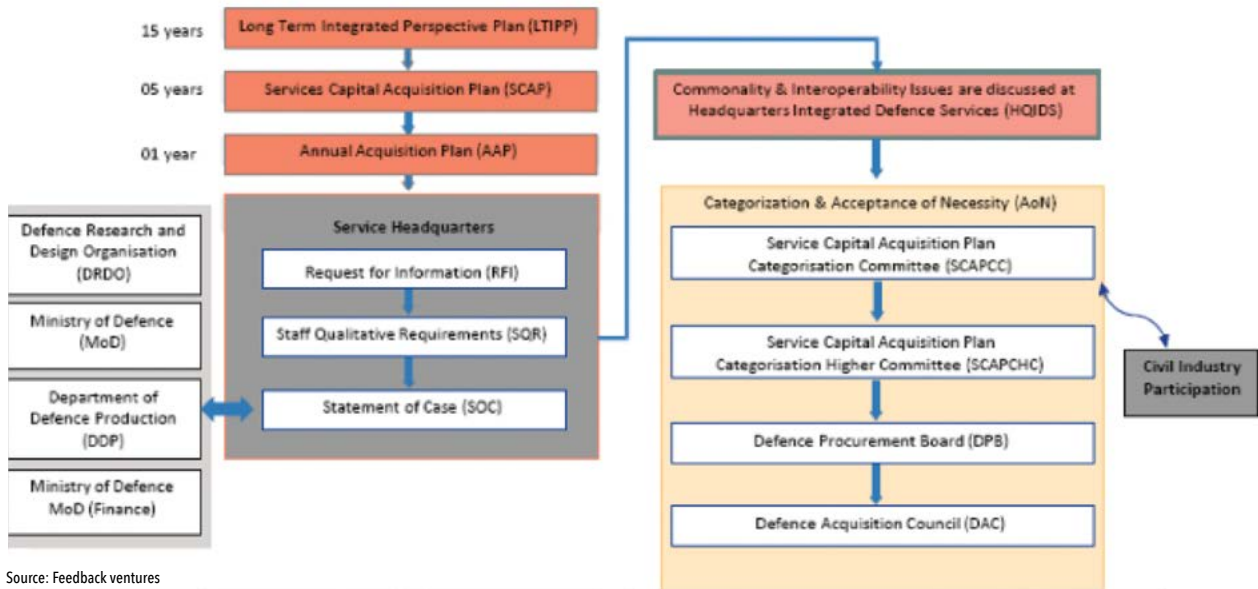 15 years
Long Term Integrated Perspective Plan (LTIPP)
05 years
Services Capital Acquisition Plan (SCAP)
01 year
Annual Acquisition Plan (AAP)
Service Headquarters
Request for Information (RFI)
Staff Qualitative Requirements (SQR)
Statement of Case (SOC)
Defence Research and
Design Organisation
(DRDO)
Ministry of Defence
(MoD)
Department of
Defence Production
(DDP)
Ministry of Defence
MoD (Finance)
Commonality & Interoperability Issues are discussed at
Headquarters Integrated Defence Services (HQIDS)
Categorization & Acceptance of Necessity (AoN)
Service Capital Acquisition Plan
Categorisation Committee (SCAPCC)
Service Capital Acquisition Plan
Categorisation Higher Committee (SCAPCHC)
Defence Procurement Board (DPB)
Defence Acquisition Council (DAC)
Civil Industry
Participation
Source: Feedback ventures